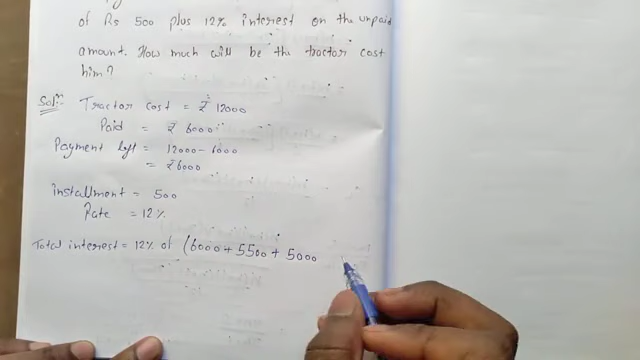 of Rs 500 plus 12% interest on the unpaid
amount. How much will be the tractor cost
him?
Solⁿ:- Tractor cost = ₹ 12000
Paid = ₹ 6000
Payment left = 12000 - 6000
= ₹ 6000
Installment = 500
Rate = 12%
Total interest = 12% of (6000 + 5500 + 5000